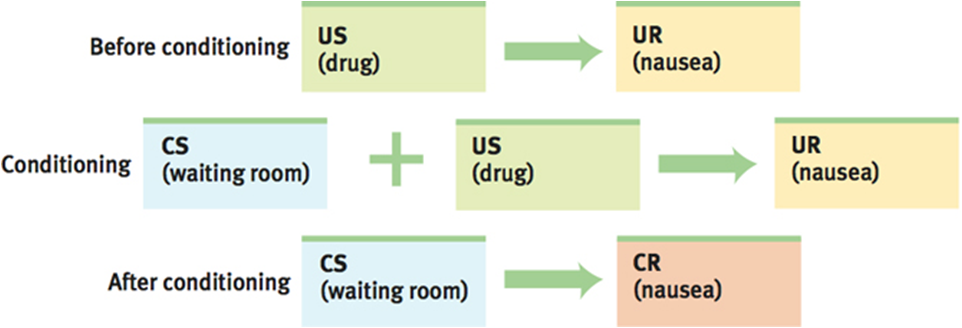 Before conditioning
US
(drug)
UR
(nausea)
Conditioning
CS
(waiting room)
US
(drug)
UR
(nausea)
After conditioning
CS
(waiting room)
CR
(nausea)